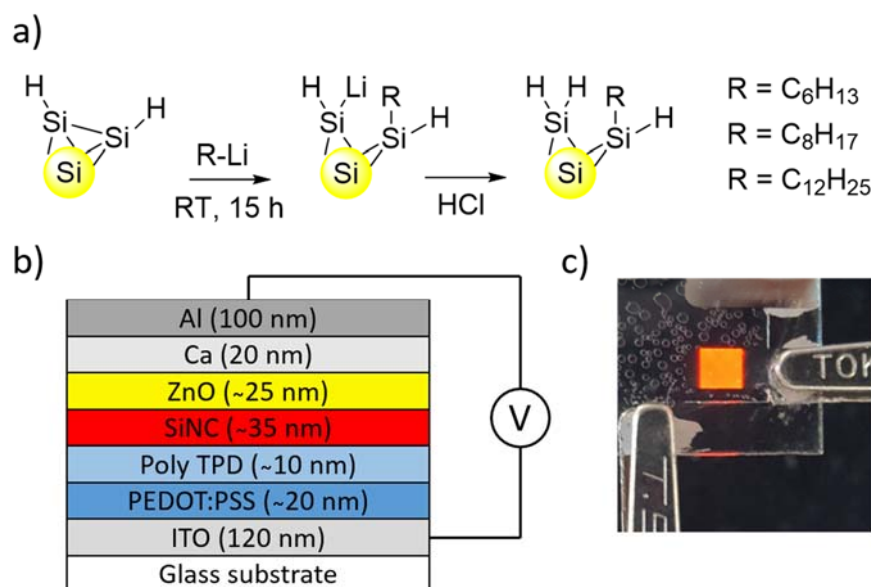 a)
H
Si
Si
H
Si
R-Li
RT, 15 h
H
Li
R
Si
Si
H
Si
HCl
H
H
R
Si
Si
H
Si
R = C₆H₁₃
R = C₈H₁₇
R = C₁₂H₂₅
b)
Al (100 nm)
Ca (20 nm)
ZnO (~25 nm)
SiNC (~35 nm)
Poly TPD (~10 nm)
PEDOT:PSS (~20 nm)
ITO (120 nm)
Glass substrate
V
c)
TOK